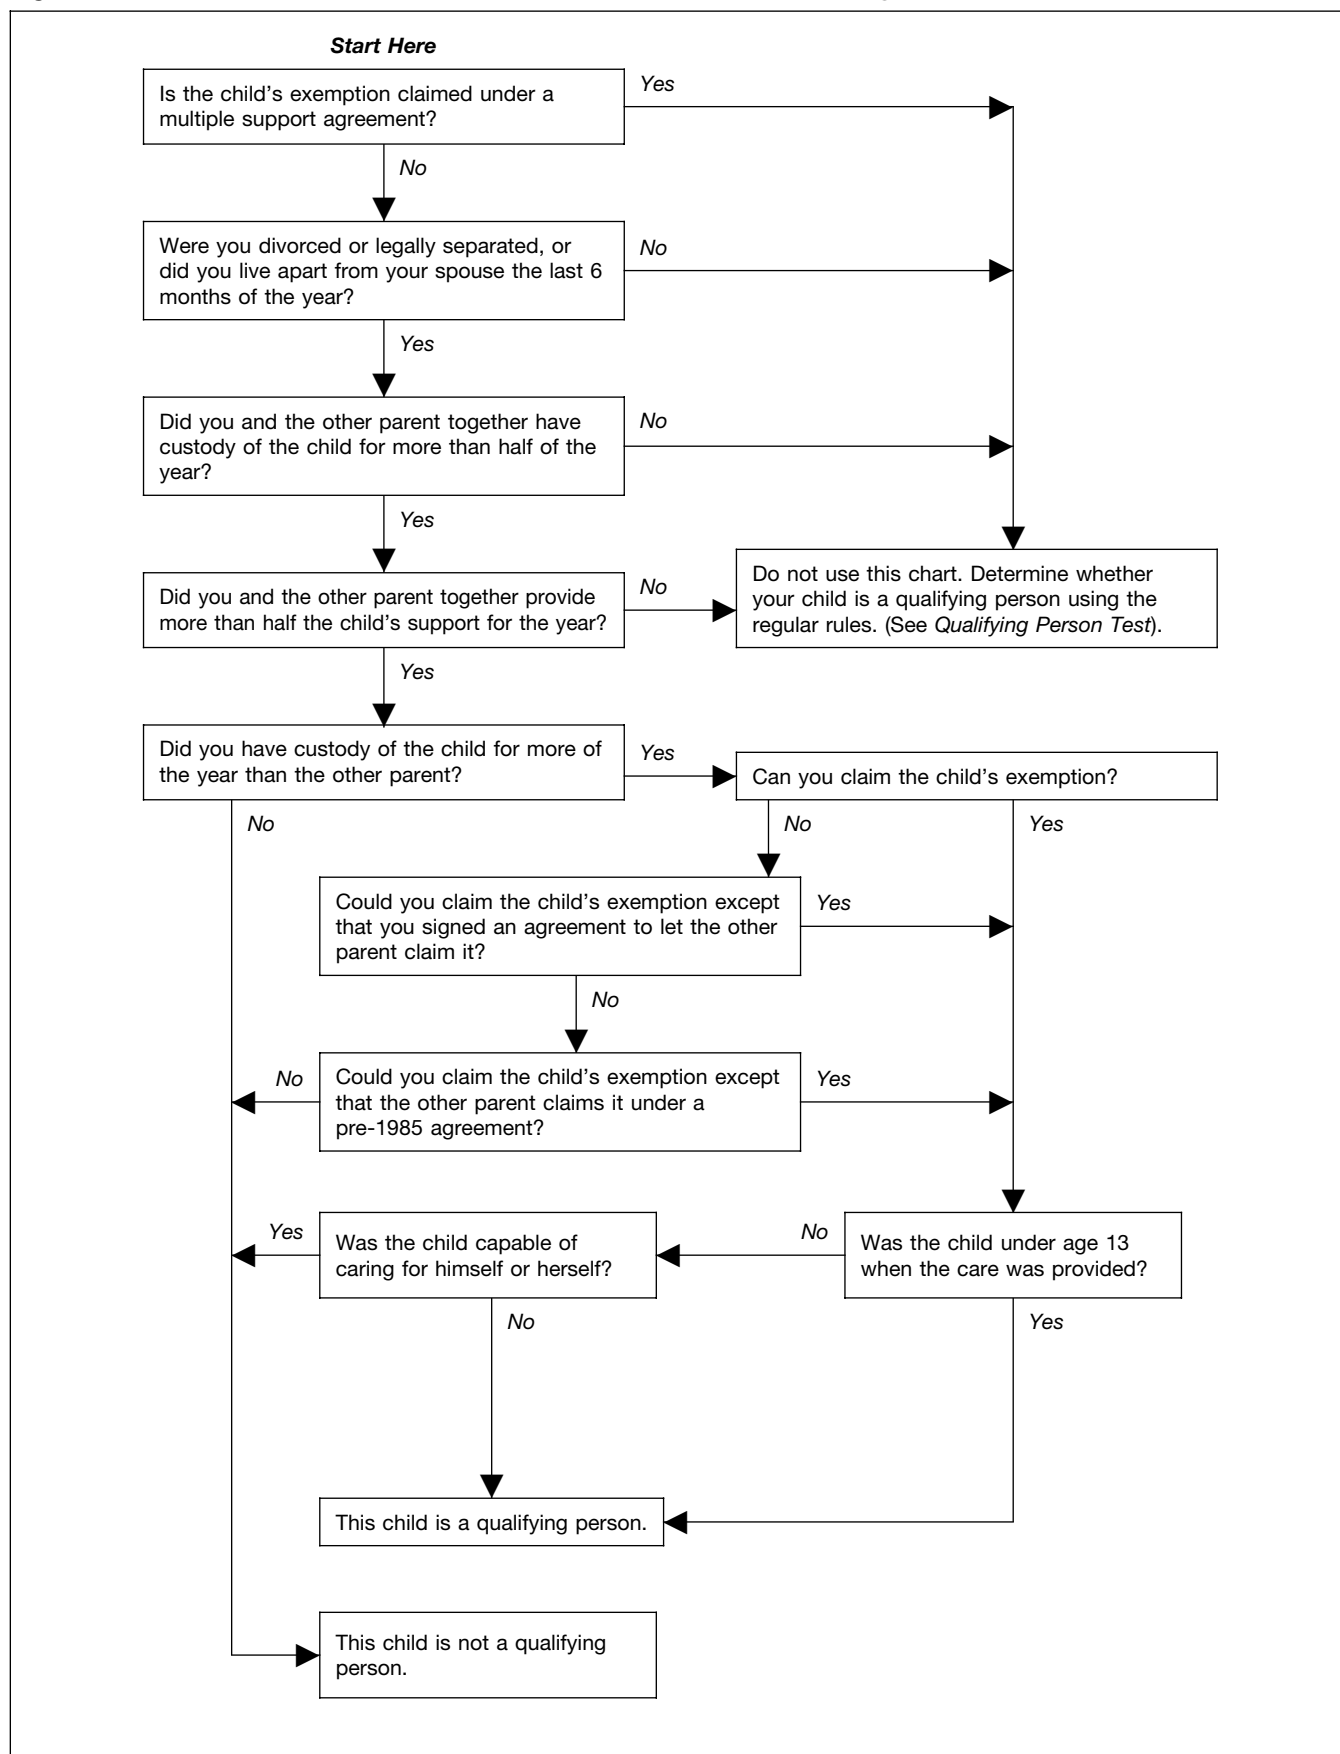 Start Here
Is the child's exemption claimed under a
multiple support agreement?
Yes
No
Were you divorced or legally separated, or
did you live apart from your spouse the last 6
months of the year?
No
Yes
Did you and the other parent together have
custody of the child for more than half of the
year?
No
Yes
Did you and the other parent together provide
more than half the child's support for the year?
No
Do not use this chart. Determine whether
your child is a qualifying person using the
regular rules. (See Qualifying Person Test).
Yes
Did you have custody of the child for more of
the year than the other parent?
Yes
Can you claim the child's exemption?
No
No
Yes
Could you claim the child's exemption except
that you signed an agreement to let the other
parent claim it?
Yes
No
No
Could you claim the child's exemption except
that the other parent claims it under a
pre-1985 agreement?
Yes
Yes
Was the child capable of
caring for himself or herself?
No
Was the child under age 13
when the care was provided?
No
Yes
This child is a qualifying person.
This child is not a qualifying
person.